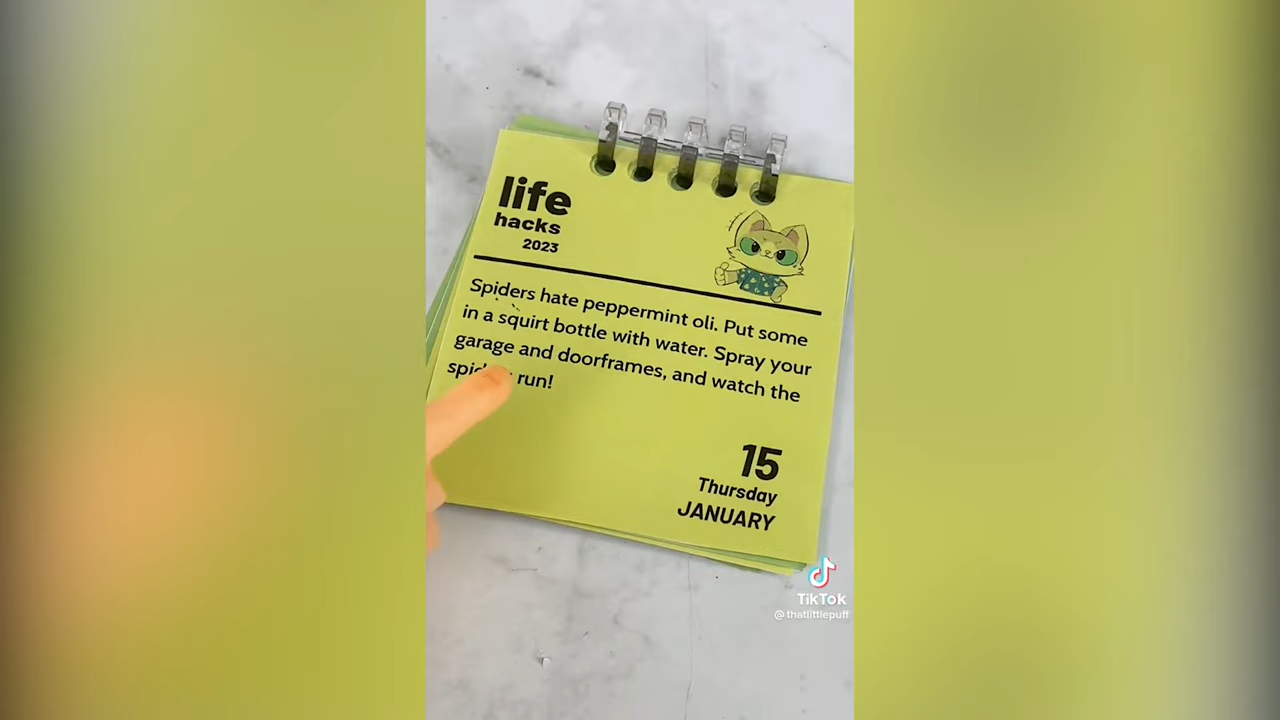 life
hacks
2023
Spiders hate peppermint oli. Put some
in a squirt bottle with water. Spray your
garage and doorframes, and watch the
run!
15
Thursday
JANUARY
TikTok
@thatlittlepuff